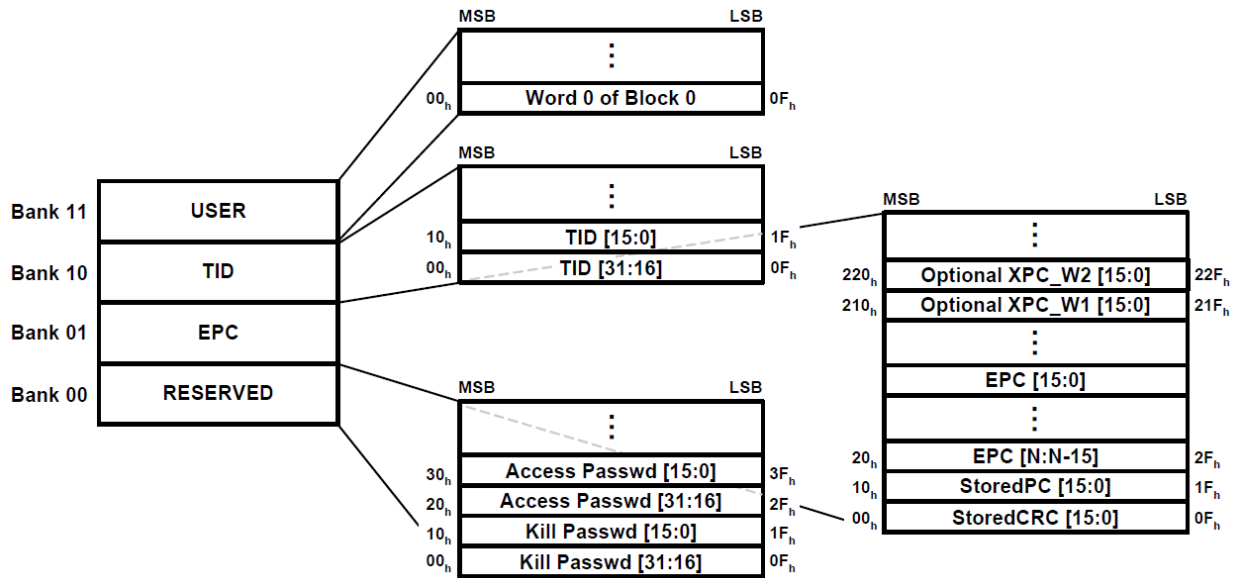 MSB LSB
⋮
00h Word 0 of Block 0 0Fh
MSB LSB
⋮
10h TID [15:0] 1Fh
00h TID [31:16] 0Fh
Bank 11 USER
Bank 10 TID
Bank 01 EPC
Bank 00 RESERVED
MSB LSB
⋮
220h Optional XPC_W2 [15:0] 22Fh
210h Optional XPC_W1 [15:0] 21Fh
⋮
EPC [15:0]
⋮
20h EPC [N:N-15] 2Fh
10h StoredPC [15:0] 1Fh
00h StoredCRC [15:0] 0Fh
MSB LSB
⋮
30h Access Passwd [15:0] 3Fh
20h Access Passwd [31:16] 2Fh
10h Kill Passwd [15:0] 1Fh
00h Kill Passwd [31:16] 0Fh